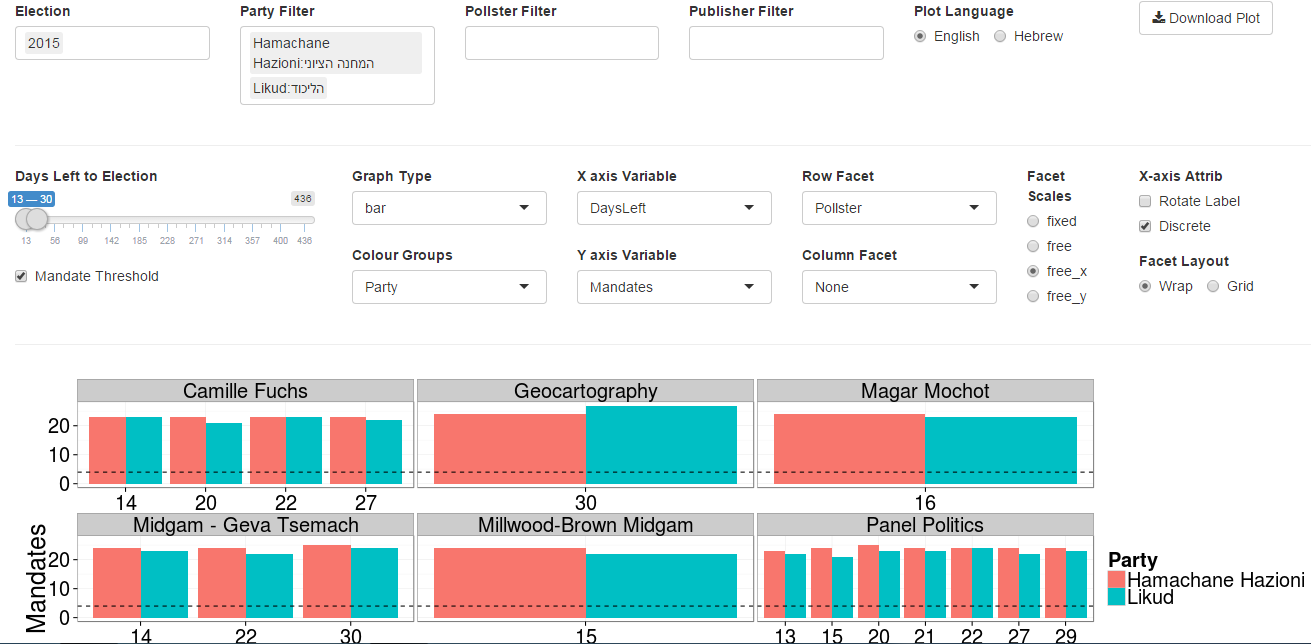 Election
Party Filter
Pollster Filter
Publisher Filter
Plot Language
Download Plot
2015
Hamachane
Hazioni:המחנה הציוני
Likud:הליכוד
English
Hebrew
Days Left to Election
13 — 30
436
13 56 99 142 185 228 271 314 357 400 436
Mandate Threshold
Graph Type
bar
Colour Groups
Party
X axis Variable
DaysLeft
Y axis Variable
Mandates
Row Facet
Pollster
Column Facet
None
Facet
Scales
fixed
free
free_x
free_y
X-axis Attrib
Rotate Label
Discrete
Facet Layout
Wrap
Grid
Camille Fuchs
Geocartography
Magar Mochot
20
10
0
14 20 22 27
30
16
Midgam - Geva Tsemach
Millwood-Brown Midgam
Panel Politics
Mandates
20
10
0
14 22 30
15
13 15 20 21 22 27 29
Party
Hamachane Hazioni
Likud